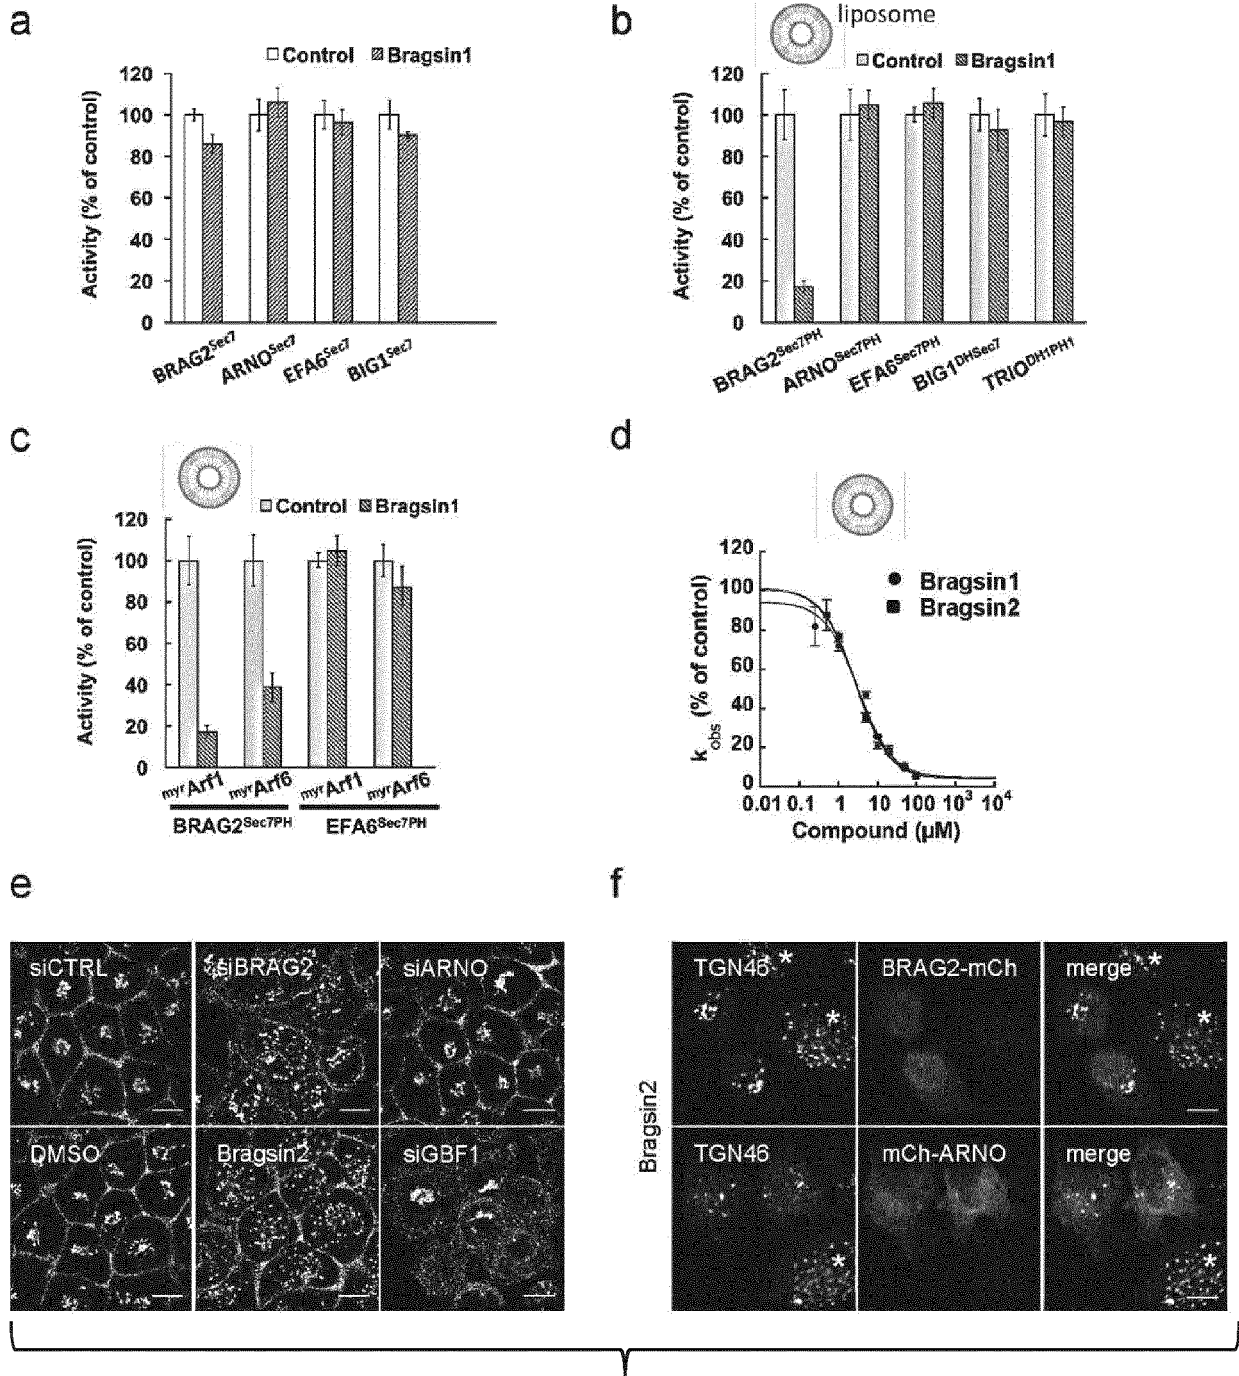 a
Control Bragsin1
Activity (% of control)
120
100
80
60
40
20
0
BRAG2Sec7
ARNOSec7
EFA6Sec7
BIG1Sec7
b
liposome
Control Bragsin1
Activity (% of control)
120
100
80
60
40
20
0
BRAG2Sec7PH
ARNOSec7PH
EFA6Sec7PH
BIG1DHSec7
TRIODH1PH1
c
Control Bragsin1
Activity (% of control)
120
100
80
60
40
20
0
myrArf1 myrArf6 myrArf1 myrArf6
BRAG2Sec7PH EFA6Sec7PH
d
Bragsin1
Bragsin2
kobs (% of control)
120
100
80
60
40
20
0
0.01 0.1 1 10 100 10³ 10⁴
Compound (µM)
e
siCTRL siBRAG2 siARNO
DMSO Bragsin2 siGBF1
f
Bragsin2
TGN46 * BRAG2-mCh merge *
* *
TGN46 mCh-ARNO merge
* *